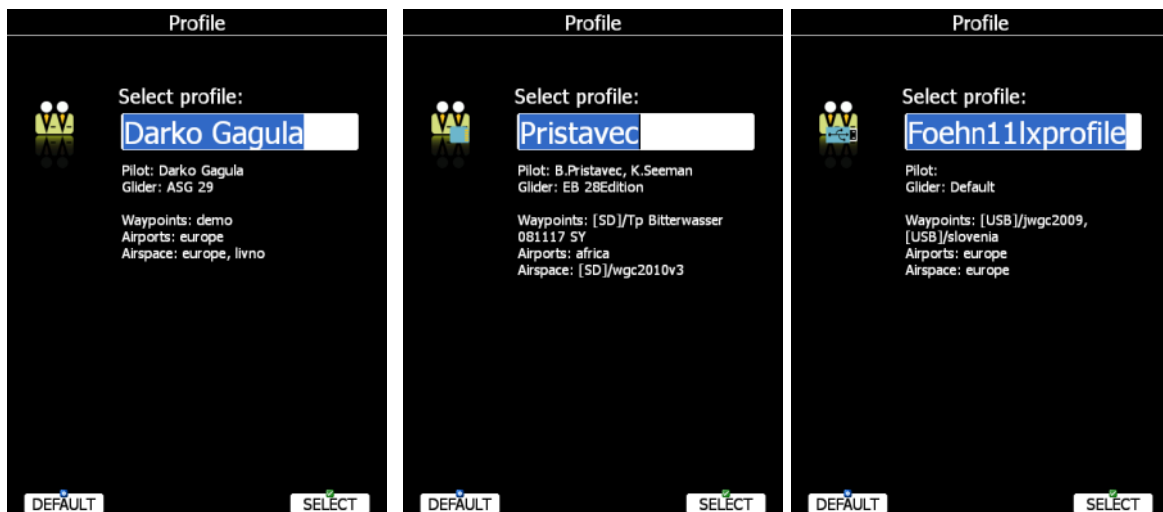 Profile
Select profile:
Darko Gagula
Pilot: Darko Gagula
Glider: ASG 29
Waypoints: demo
Airports: europe
Airspace: europe, livno
DEFAULT
SELECT
Profile
Select profile:
Pristavec
Pilot: B.Pristavec, K.Seeman
Glider: EB 28Edition
Waypoints: [SD]/Tp Bitterwasser
081117 SY
Airports: africa
Airspace: [SD]/wgc2010v3
DEFAULT
SELECT
Profile
Select profile:
Foehn11lxprofile
Pilot:
Glider: Default
Waypoints: [USB]/jwgc2009,
[USB]/slovenia
Airports: europe
Airspace: europe
DEFAULT
SELECT